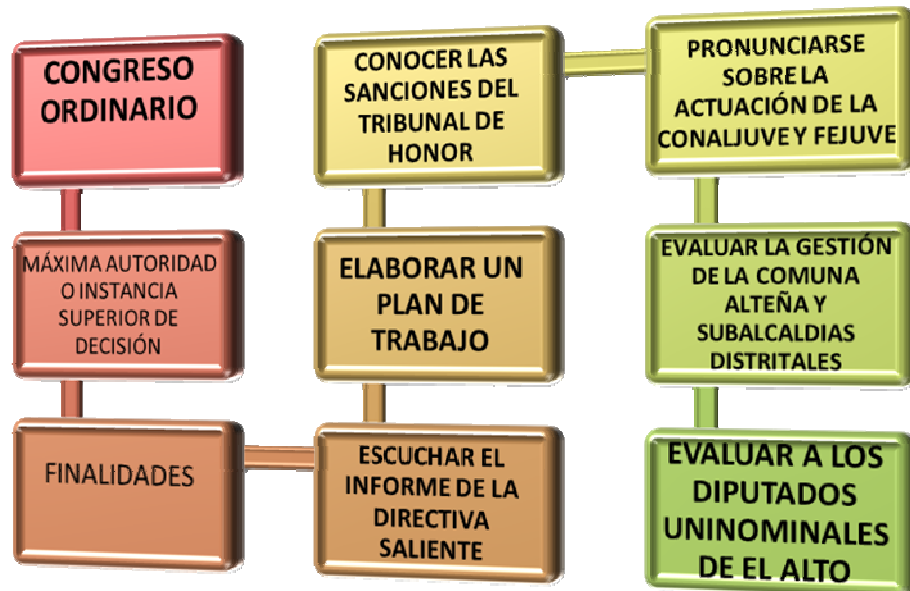 CONGRESO
ORDINARIO
MÁXIMA AUTORIDAD
O INSTANCIA
SUPERIOR DE
DECISIÓN
FINALIDADES
ESCUCHAR EL
INFORME DE LA
DIRECTIVA
SALIENTE
ELABORAR UN
PLAN DE
TRABAJO
CONOCER LAS
SANCIONES DEL
TRIBUNAL DE
HONOR
PRONUNCIARSE
SOBRE LA
ACTUACIÓN DE LA
CONALJUVE Y FEJUVE
EVALUAR LA GESTIÓN
DE LA COMUNA
ALTEÑA Y
SUBALCALDIAS
DISTRITALES
EVALUAR A LOS
DIPUTADOS
UNINOMINALES
DE EL ALTO